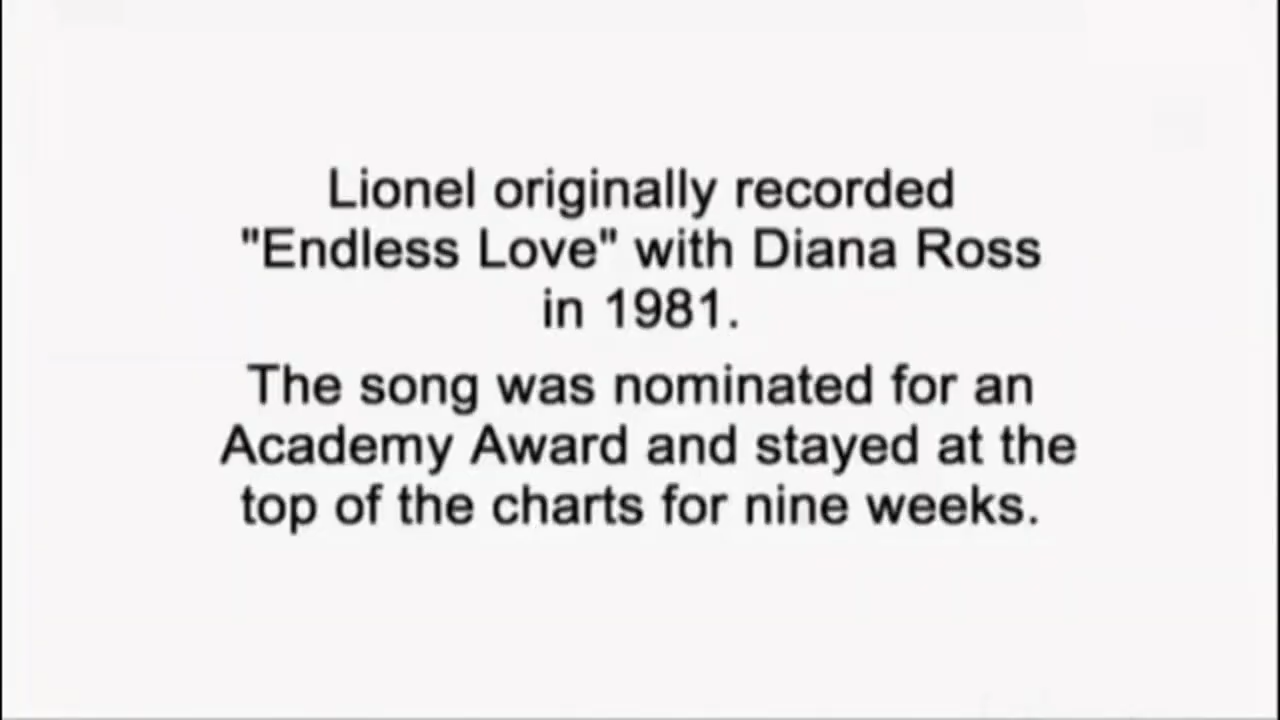 Lionel originally recorded
"Endless Love" with Diana Ross
in 1981.
The song was nominated for an
Academy Award and stayed at the
top of the charts for nine weeks.